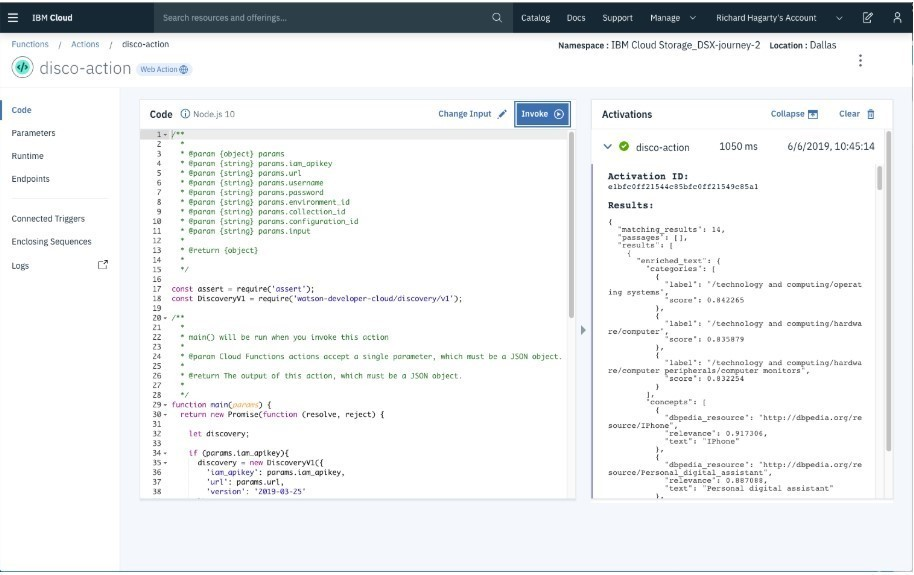 IBM Cloud
Search resources and offerings...
Catalog Docs Support Manage Richard Hagarty's Account
Functions / Actions / disco-action
Namespace : IBM Cloud Storage_DSX-journey-2 Location : Dallas
disco-action Web Action
Code
Parameters
Runtime
Endpoints
Connected Triggers
Enclosing Sequences
Logs
Code Node.js 10 Change Input Invoke
1 /**
2 *
3 * @param {object} params
4 * @param {string} params.iam_apikey
5 * @param {string} params.url
6 * @param {string} params.username
7 * @param {string} params.password
8 * @param {string} params.environment_id
9 * @param {string} params.collection_id
10 * @param {string} params.configuration_id
11 * @param {string} params.input
12 *
13 * @return {object}
14 *
15 */
16
17 const assert = require('assert');
18 const DiscoveryV1 = require('watson-developer-cloud/discovery/v1');
19
20 /**
21 *
22 * main() will be run when you invoke this action
23 *
24 * @param Cloud Functions actions accept a single parameter, which must be a JSON object.
25 *
26 * @return The output of this action, which must be a JSON object.
27 *
28 */
29 function main(params) {
30 return new Promise(function (resolve, reject) {
31
32 let discovery;
33
34 if (params.iam_apikey){
35 discovery = new DiscoveryV1({
36 'iam_apikey': params.iam_apikey,
37 'url': params.url,
38 'version': '2019-03-25'
Activations Collapse Clear
disco-action 1050 ms 6/6/2019, 10:45:14
Activation ID:
e1bfc0ff21544c85bfc0ff21549c85a1
Results:
{
"matching_results": 14,
"passages": [],
"results": [
{
"enriched_text": {
"categories": [
{
"label": "/technology and computing/operat
ing systems",
"score": 0.842265
},
{
"label": "/technology and computing/hardwa
re/computer",
"score": 0.835879
},
{
"label": "/technology and computing/hardwa
re/computer peripherals/computer monitors",
"score": 0.832254
}
],
"concepts": [
{
"dbpedia_resource": "http://dbpedia.org/re
source/IPhone",
"relevance": 0.917306,
"text": "IPhone"
},
{
"dbpedia_resource": "http://dbpedia.org/re
source/Personal_digital_assistant",
"relevance": 0.887088,
"text": "Personal digital assistant"
},